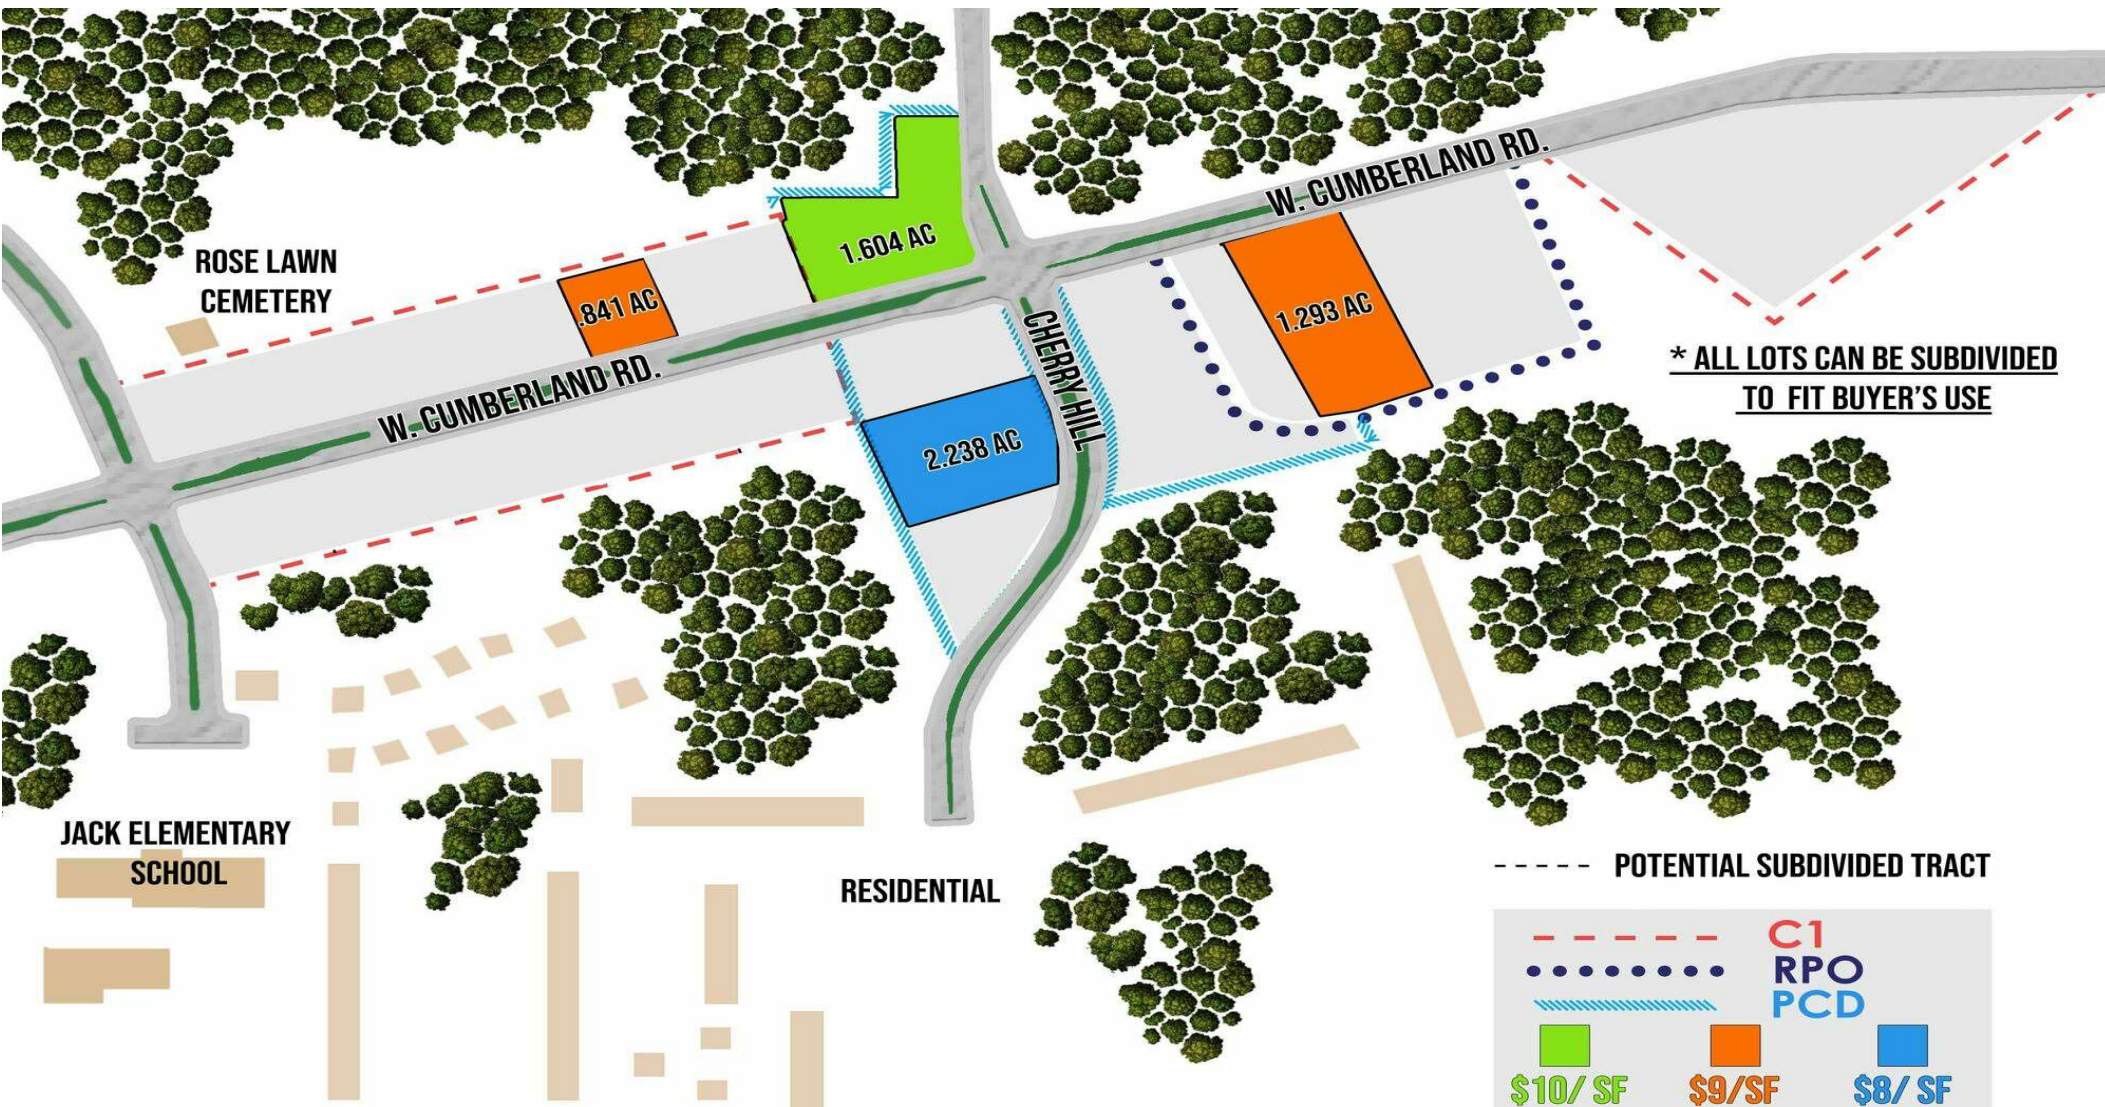 W. CUMBERLAND RD.
1.604 AC
ROSE LAWN
CEMETERY
.841 AC
1.293 AC
CHERRY HILL
* ALL LOTS CAN BE SUBDIVIDED
TO FIT BUYER'S USE
W. CUMBERLAND RD.
2.238 AC
JACK ELEMENTARY
SCHOOL
RESIDENTIAL
----- POTENTIAL SUBDIVIDED TRACT
C1
RPO
PCD
$10/ SF $9/SF $8/ SF